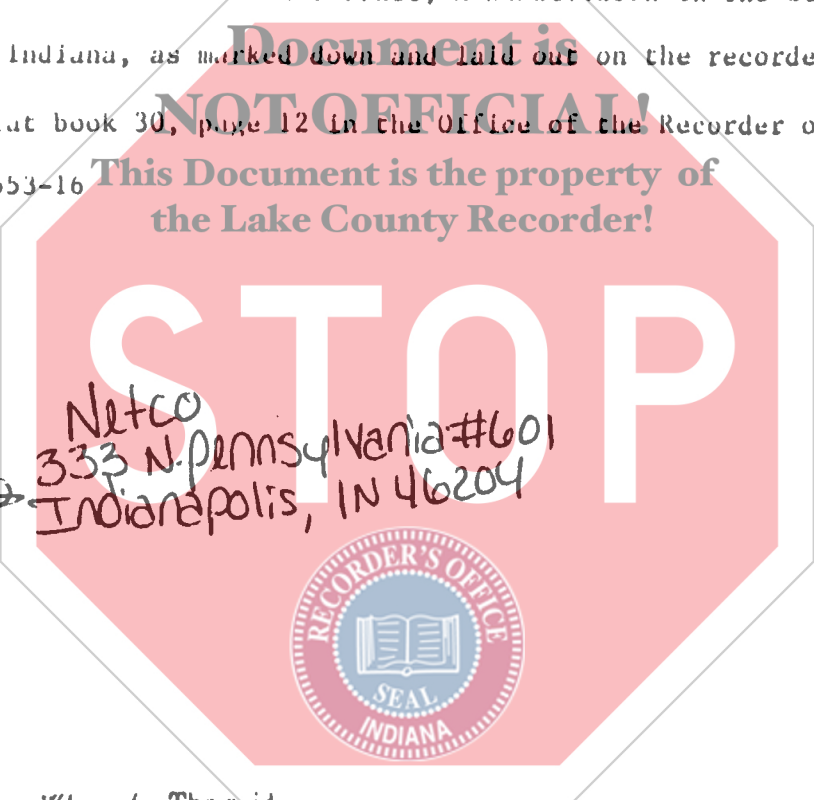 Document is
Indiana, as marked down and laid out on the recorde
NOT OFFICIAL!
book 30, page 12 in the Office of the Recorder o
This Document is the property of
53-16
the Lake County Recorder!
STOP
Netco
333 N. Pennsylvania #601
Indianapolis, IN 46204
RECORDER'S OFFICE
SEAL
INDIANA